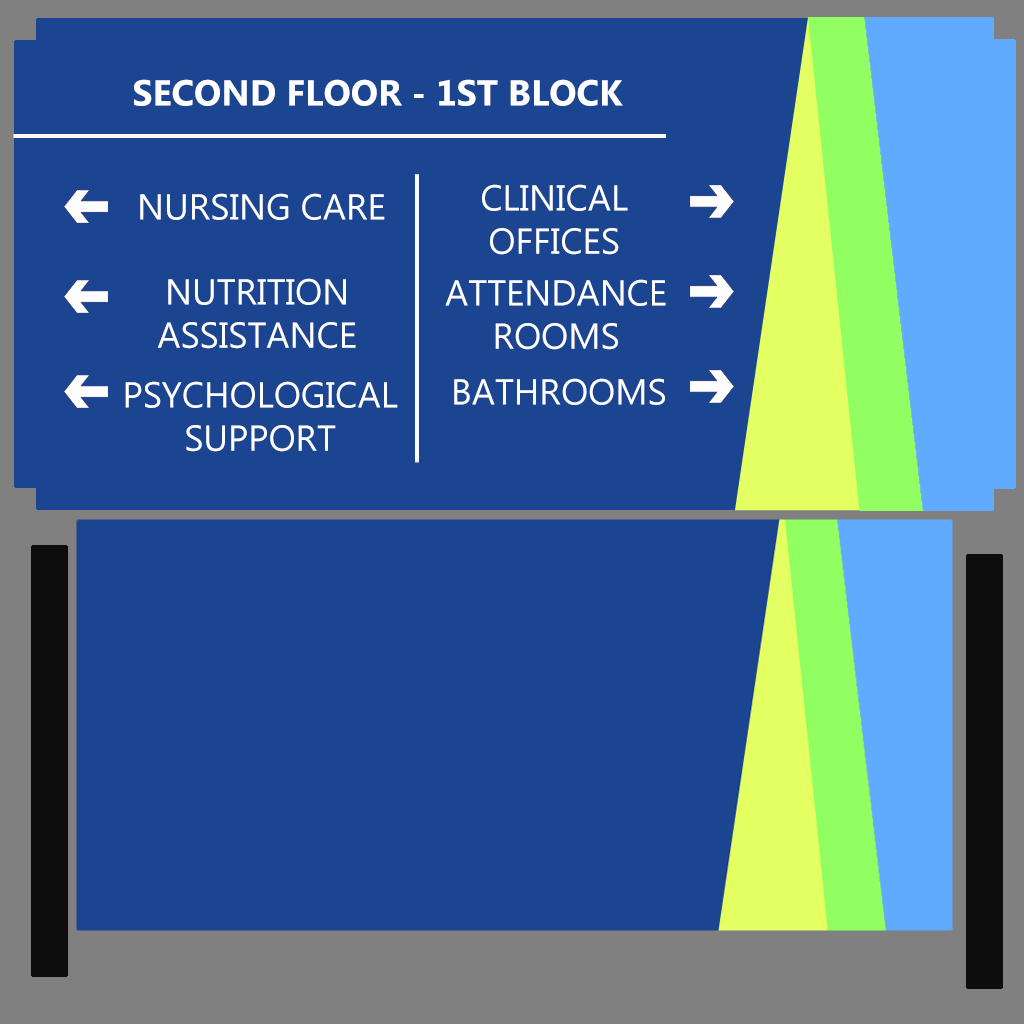 SECOND FLOOR - 1ST BLOCK
NURSING CARE
NUTRITION
ASSISTANCE
PSYCHOLOGICAL
SUPPORT
CLINICAL
OFFICES
ATTENDANCE
ROOMS
BATHROOMS